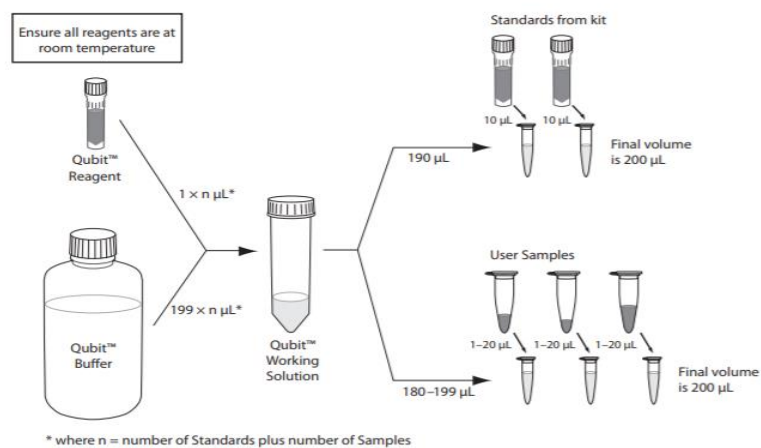 Ensure all reagents are at
room temperature
Qubit™
Reagent
1 × n µL*
199 × n µL*
Qubit™
Buffer
Qubit™
Working
Solution
Standards from kit
10 µL
10 µL
190 µL
Final volume
is 200 µL
User Samples
1–20 µL
1–20 µL
1–20 µL
180–199 µL
Final volume
is 200 µL
* where n = number of Standards plus number of Samples